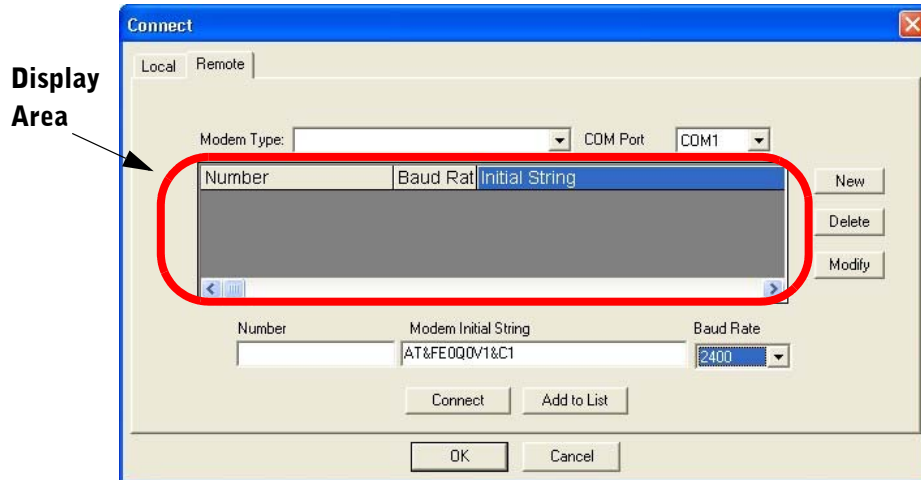 Connect
Local Remote
Display
Area
Modem Type: COM Port COM1
Number Baud Rat Initial String
New
Delete
Modify
Number Modem Initial String Baud Rate
AT&FE0Q0V1&C1 2400
Connect Add to List
OK Cancel